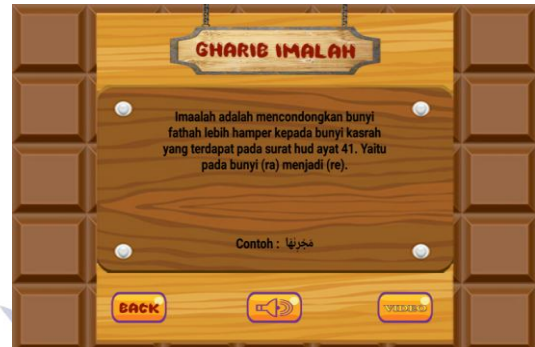 GHARIB IMALAH
Imaalah adalah mencondongkan bunyi
fathah lebih hamper kepada bunyi kasrah
yang terdapat pada surat hud ayat 41. Yaitu
pada bunyi (ra) menjadi (re).
Contoh : مَجْرٰىهَا
BACK
VIDEO